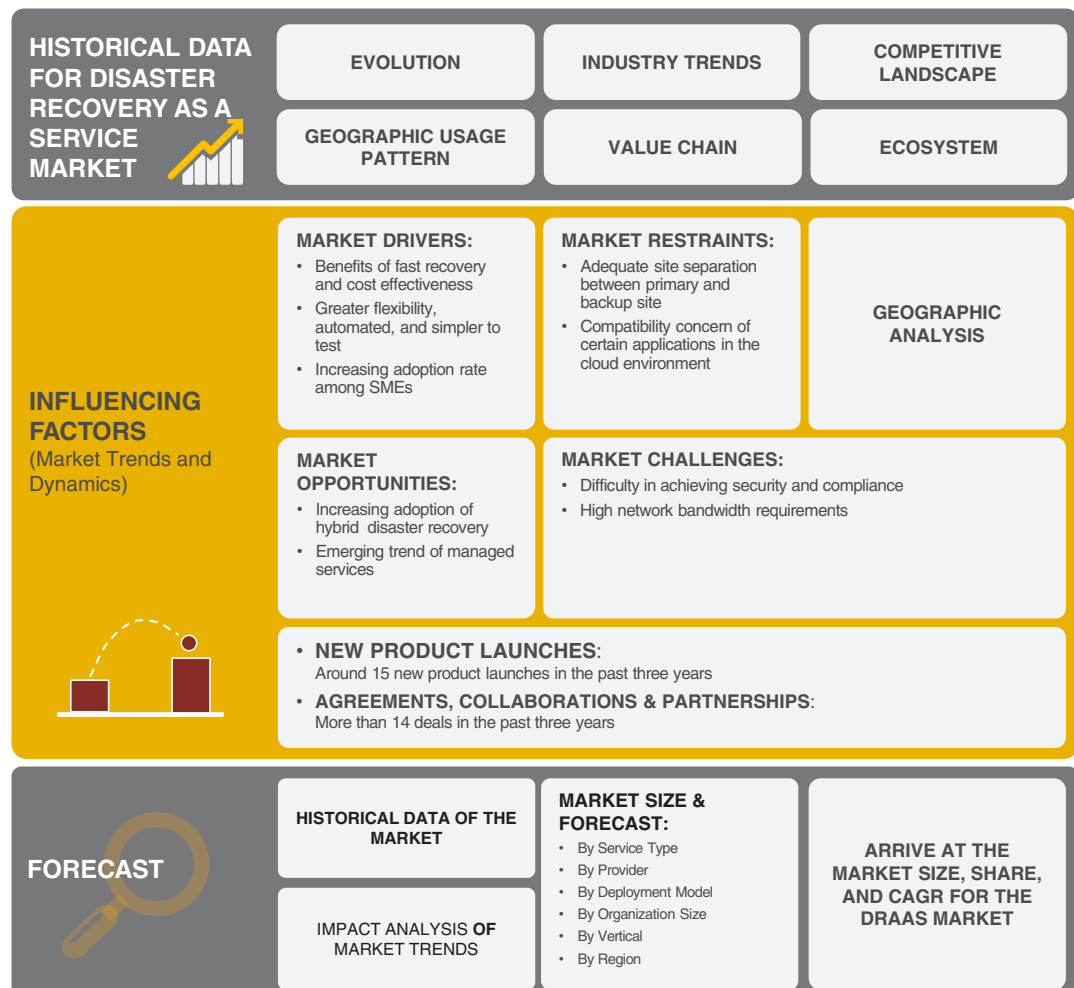 HISTORICAL DATA
FOR DISASTER
RECOVERY AS A
SERVICE
MARKET
EVOLUTION
INDUSTRY TRENDS
COMPETITIVE
LANDSCAPE
GEOGRAPHIC USAGE
PATTERN
VALUE CHAIN
ECOSYSTEM
INFLUENCING
FACTORS
(Market Trends and
Dynamics)
MARKET DRIVERS:
• Benefits of fast recovery
and cost effectiveness
• Greater flexibility,
automated, and simpler to
test
• Increasing adoption rate
among SMEs
MARKET RESTRAINTS:
• Adequate site separation
between primary and
backup site
• Compatibility concern of
certain applications in the
cloud environment
GEOGRAPHIC
ANALYSIS
MARKET
OPPORTUNITIES:
• Increasing adoption of
hybrid disaster recovery
• Emerging trend of managed
services
MARKET CHALLENGES:
• Difficulty in achieving security and compliance
• High network bandwidth requirements
• NEW PRODUCT LAUNCHES:
Around 15 new product launches in the past three years
• AGREEMENTS, COLLABORATIONS & PARTNERSHIPS:
More than 14 deals in the past three years
FORECAST
HISTORICAL DATA OF THE
MARKET
IMPACT ANALYSIS OF
MARKET TRENDS
MARKET SIZE &
FORECAST:
• By Service Type
• By Provider
• By Deployment Model
• By Organization Size
• By Vertical
• By Region
ARRIVE AT THE
MARKET SIZE, SHARE,
AND CAGR FOR THE
DRAAS MARKET